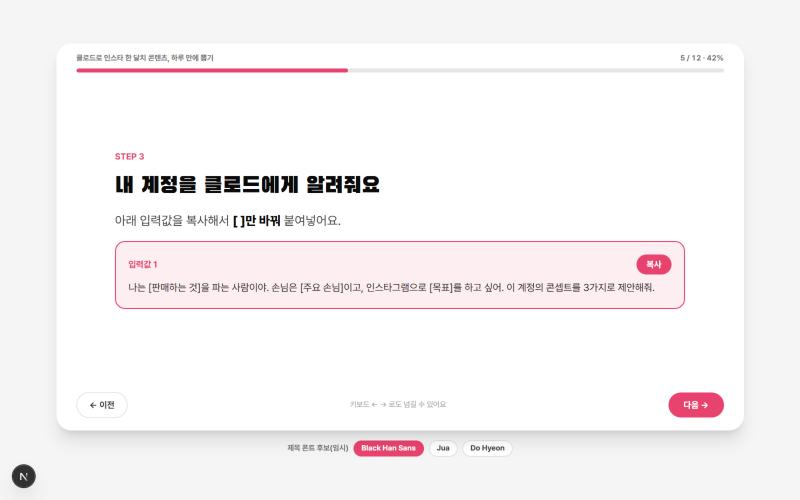 클로드로 인스타 한 달치 콘텐츠, 하루 만에 뽑기
5 / 12 · 42%
STEP 3
내 계정을 클로드에게 알려줘요
아래 입력값을 복사해서 [ ]만 바꿔 붙여넣어요.
입력값 1
복사
나는 [판매하는 것]을 파는 사람이야. 손님은 [주요 손님]이고, 인스타그램으로 [목표]를 하고 싶어. 이 계정의 콘셉트를 3가지로 제안해줘.
← 이전
키보드 ← → 로도 넘길 수 있어요
다음 →
제목 폰트 후보(임시)
Black Han Sans
Jua
Do Hyeon
N